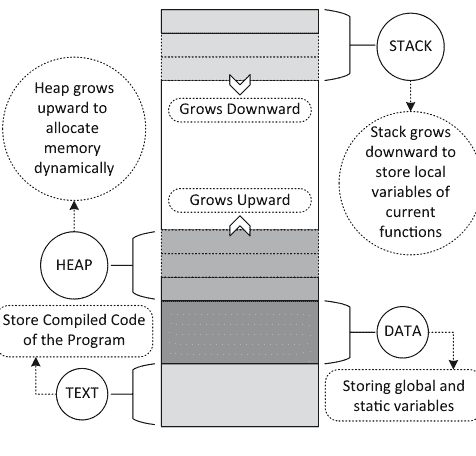 STACK
Heap grows
upward to
allocate
memory
dynamically
Grows Downward
Stack grows
downward to
store local
variables of
current
functions
Grows Upward
HEAP
Store Compiled Code
of the Program
DATA
TEXT
Storing global and
static variables